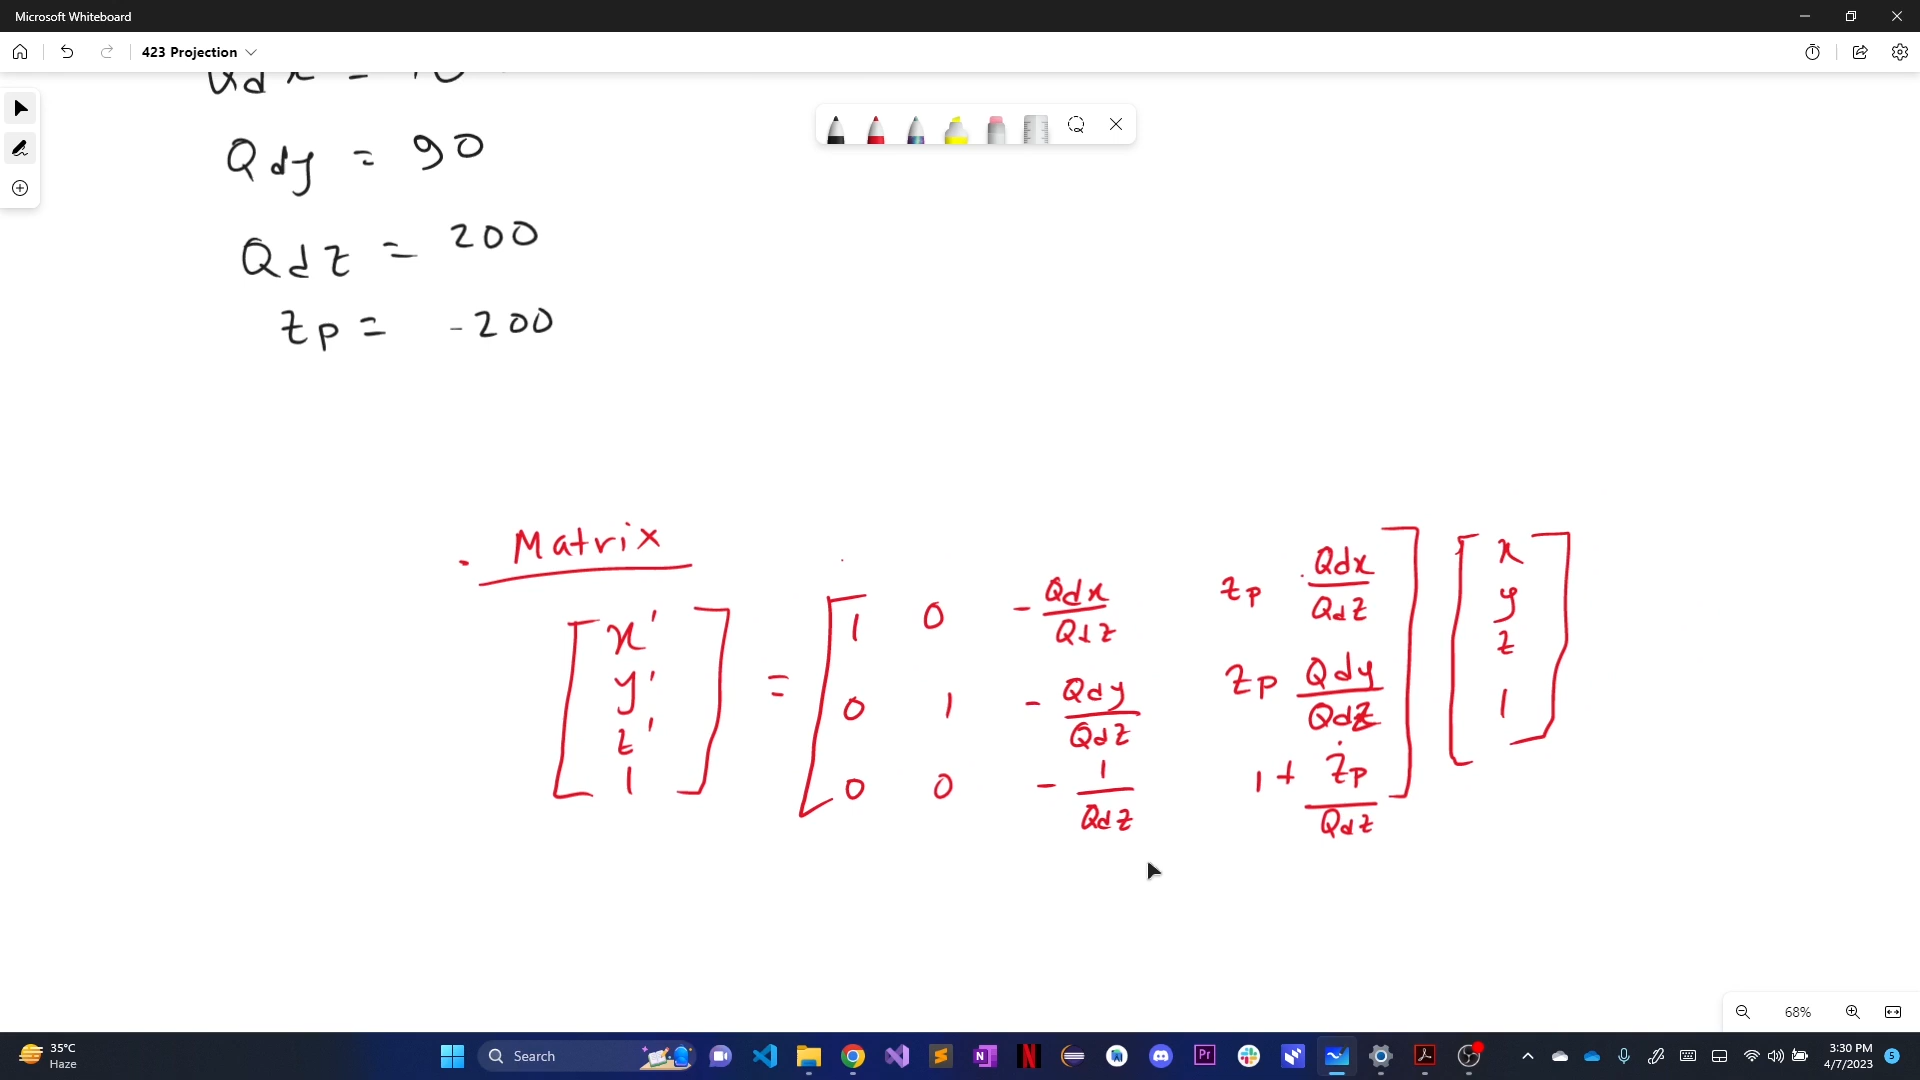 Microsoft Whiteboard
423 Projection
Qdy = 90
Qdz = 200
zp = -200
Matrix
[x' y' z' 1] = [1 0 -Qdx/Qdz zp Qdx/Qdz
0 1 -Qdy/Qdz zp Qdy/Qdz
0 0 -1/Qdz 1 + zp/Qdz] [x y z 1]
68%
35°C
Haze
Search
3:30 PM
4/7/2023
5